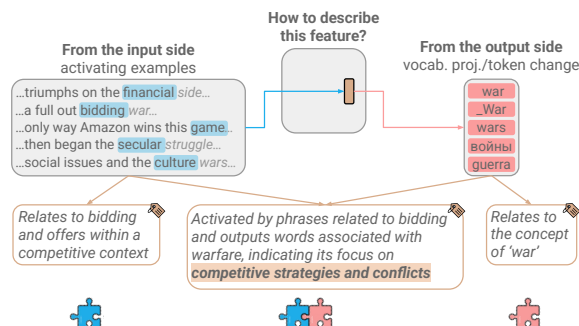 How to describe
this feature?
From the input side
activating examples
From the output side
vocab. proj./token change
...triumphs on the financial side...
...a full out bidding war...
...only way Amazon wins this game..
...then began the secular struggle...
...social issues and the culture wars...
war
_War
wars
войны
guerra
Relates to bidding
and offers within a
competitive context
Activated by phrases related to bidding
and outputs words associated with
warfare, indicating its focus on
competitive strategies and conflicts
Relates to
the concept
of ‘war’